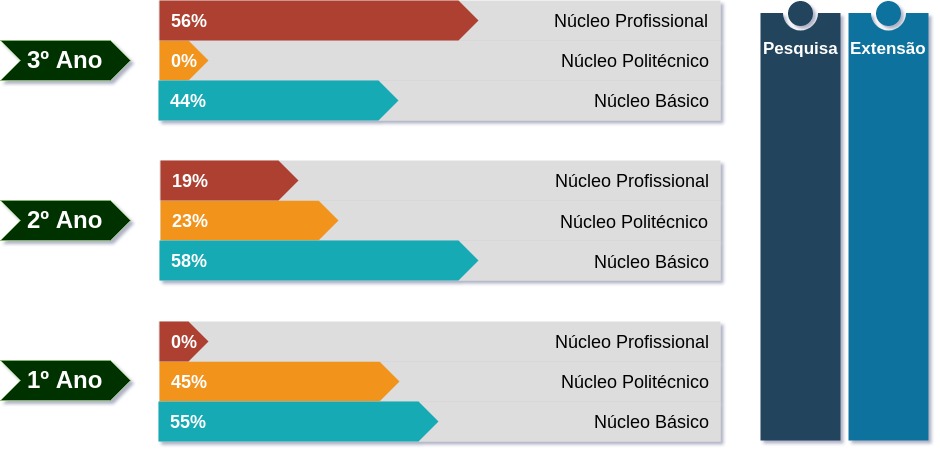 56% Núcleo Profissional
3º Ano 0% Núcleo Politécnico
44% Núcleo Básico
19% Núcleo Profissional
2º Ano 23% Núcleo Politécnico
58% Núcleo Básico
0% Núcleo Profissional
1º Ano 45% Núcleo Politécnico
55% Núcleo Básico
Pesquisa
Extensão